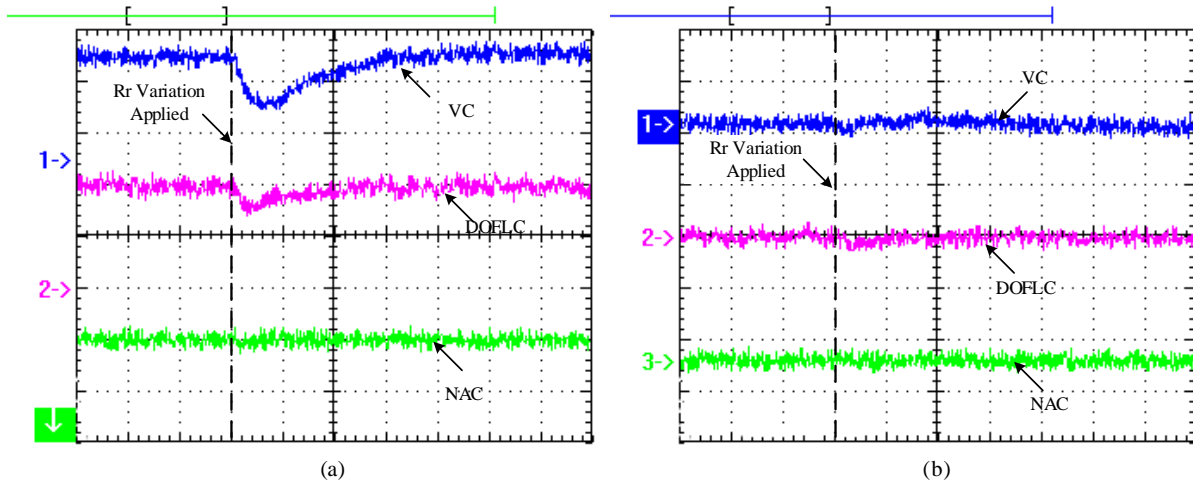 Rr Variation
Applied
VC
1->
DOFLC
2->
NAC
(a)
VC
1->
Rr Variation
Applied
2->
DOFLC
3->
NAC
(b)